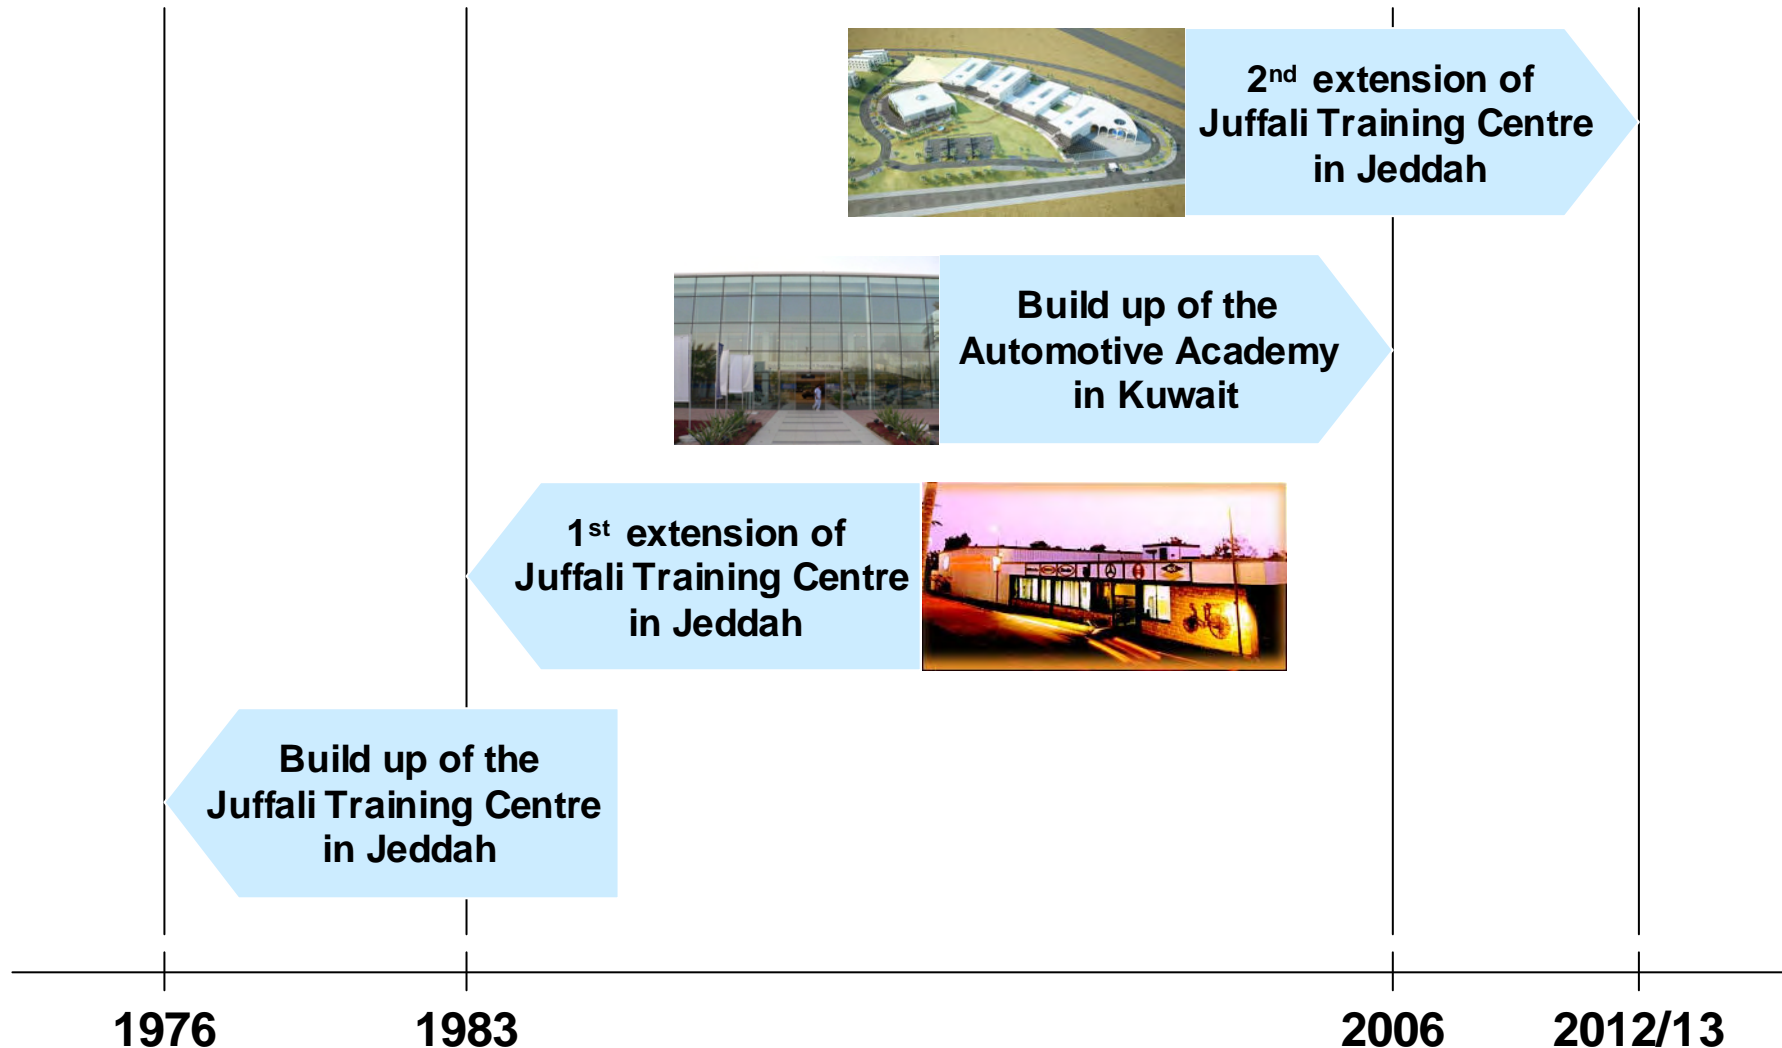 2nd extension of
Juffali Training Centre
in Jeddah
Build up of the
Automotive Academy
in Kuwait
1st extension of
Juffali Training Centre
in Jeddah
Build up of the
Juffali Training Centre
in Jeddah
1976 1983 2006 2012/13